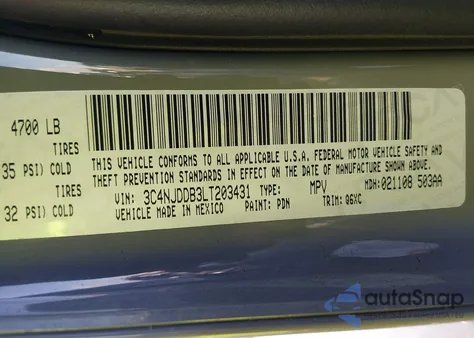 4700 LB
TIRES
35 PSI) COLD
TIRES
32 PSI) COLD
THIS VEHICLE CONFORMS TO ALL APPLICABLE U.S.A. FEDERAL MOTOR VEHICLE SAFETY AND
THEFT PREVENTION STANDARDS IN EFFECT ON THE DATE OF MANUFACTURE SHOWN ABOVE.
VIN: 3C4NJDDB3LT203431 TYPE: MPV MDH: 021108 503AA
VEHICLE MADE IN MEXICO PAINT: PDN TRIM: Q6XC
autoSnap